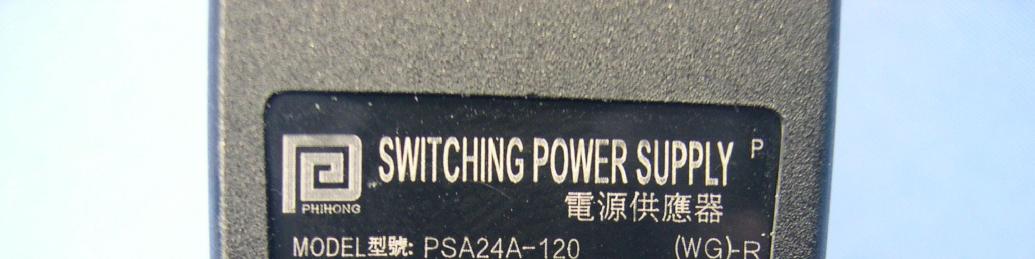 SWITCHING POWER SUPPLY P
PHIHONG
電源供應器
MODEL型號: PSA24A-120 (WG)-R